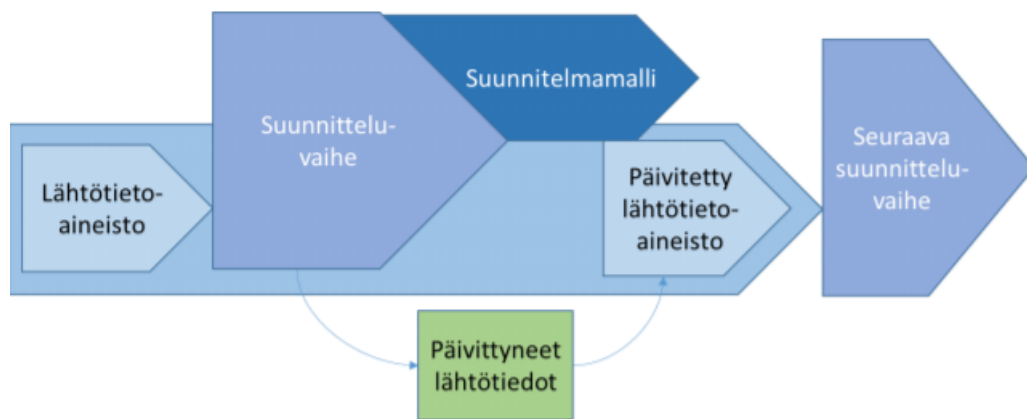 Suunnitelmamalli
Suunnittelu-
vaihe
Seuraava
suunnittelu-
vaihe
Lähtötieto-
aineisto
Päivitetty
lähtötieto-
aineisto
Päivittyneet
lähtötiedot